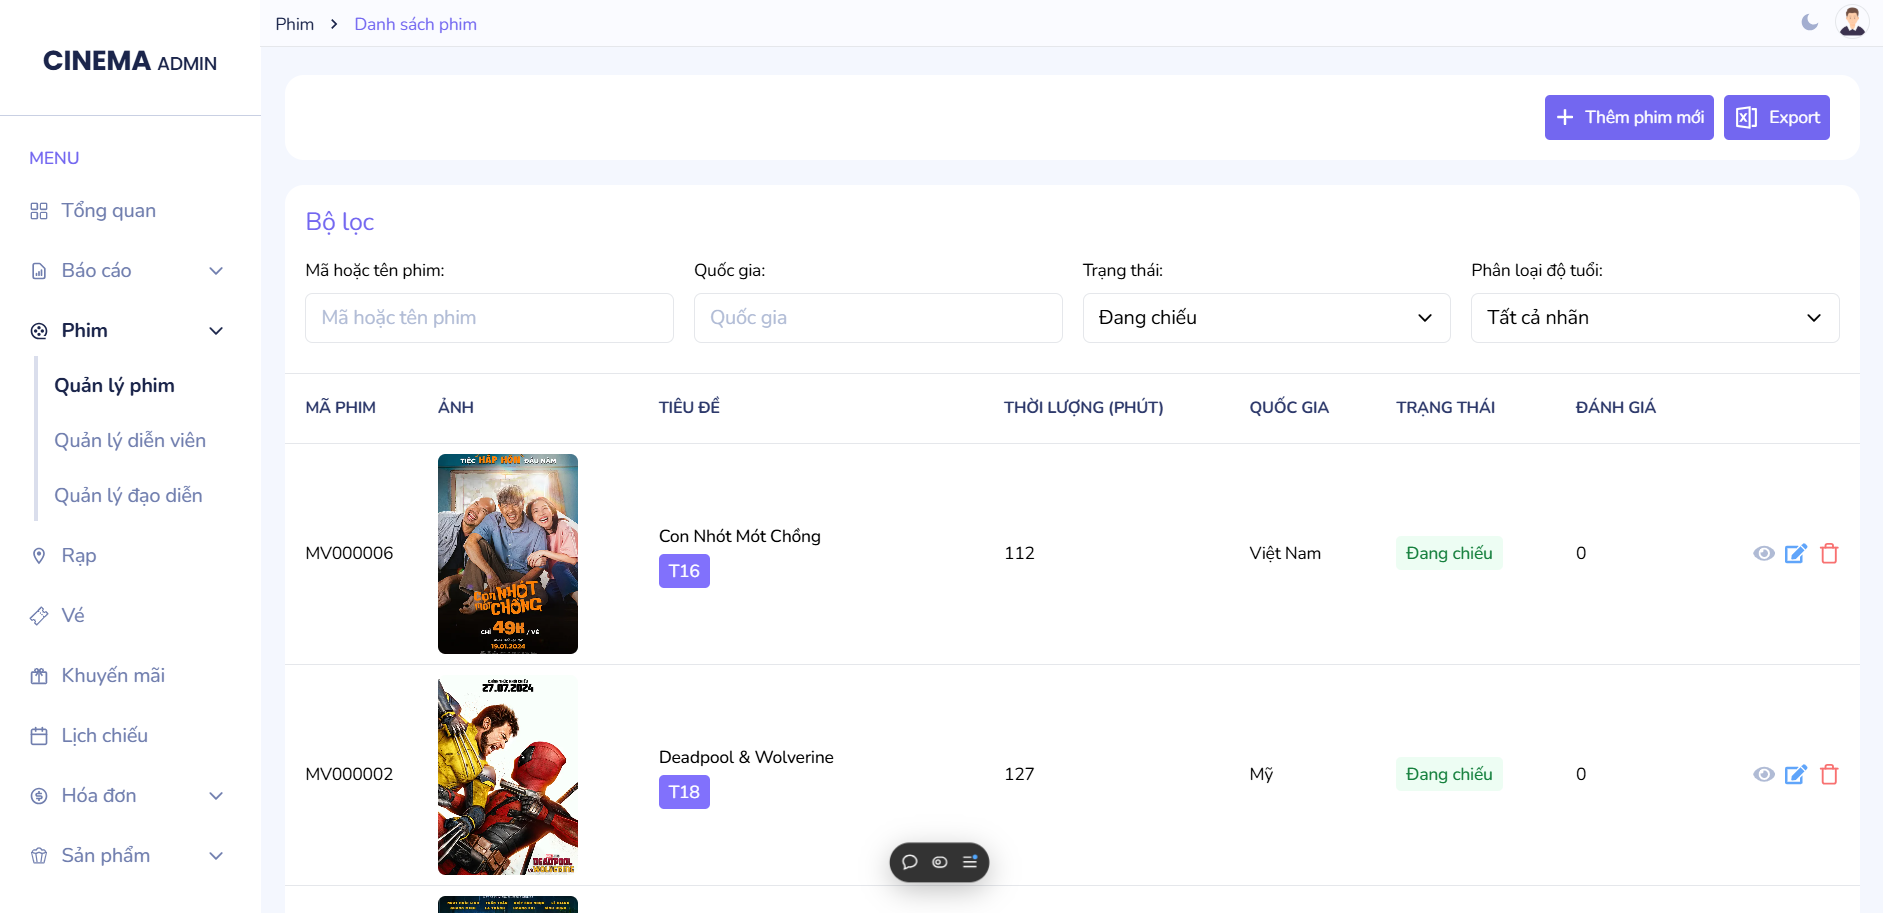 CINEMA ADMIN
MENU
Tổng quan
Báo cáo
Phim
Quản lý phim
Quản lý diễn viên
Quản lý đạo diễn
Rạp
Vé
Khuyến mãi
Lịch chiếu
Hóa đơn
Sản phẩm
Phim > Danh sách phim
Thêm phim mới
Export
Bộ lọc
Mã hoặc tên phim: Quốc gia: Trạng thái: Phân loại độ tuổi:
Mã hoặc tên phim Quốc gia Đang chiếu Tất cả nhãn
MÃ PHIM ẢNH TIÊU ĐỀ THỜI LƯỢNG (PHÚT) QUỐC GIA TRẠNG THÁI ĐÁNH GIÁ
TIỆC "HẤP HÔN" ĐẦU NĂM
CON NHÓT
MÓT CHỒNG
CHỈ 49K / VÉ
19.01.2024
MV000006
Con Nhót Mót Chồng
T16
112
Việt Nam
Đang chiếu
0
27.07.2024
DEADPOOL
WOLVERINE
MV000002
Deadpool & Wolverine
T18
127
Mỹ
Đang chiếu
0